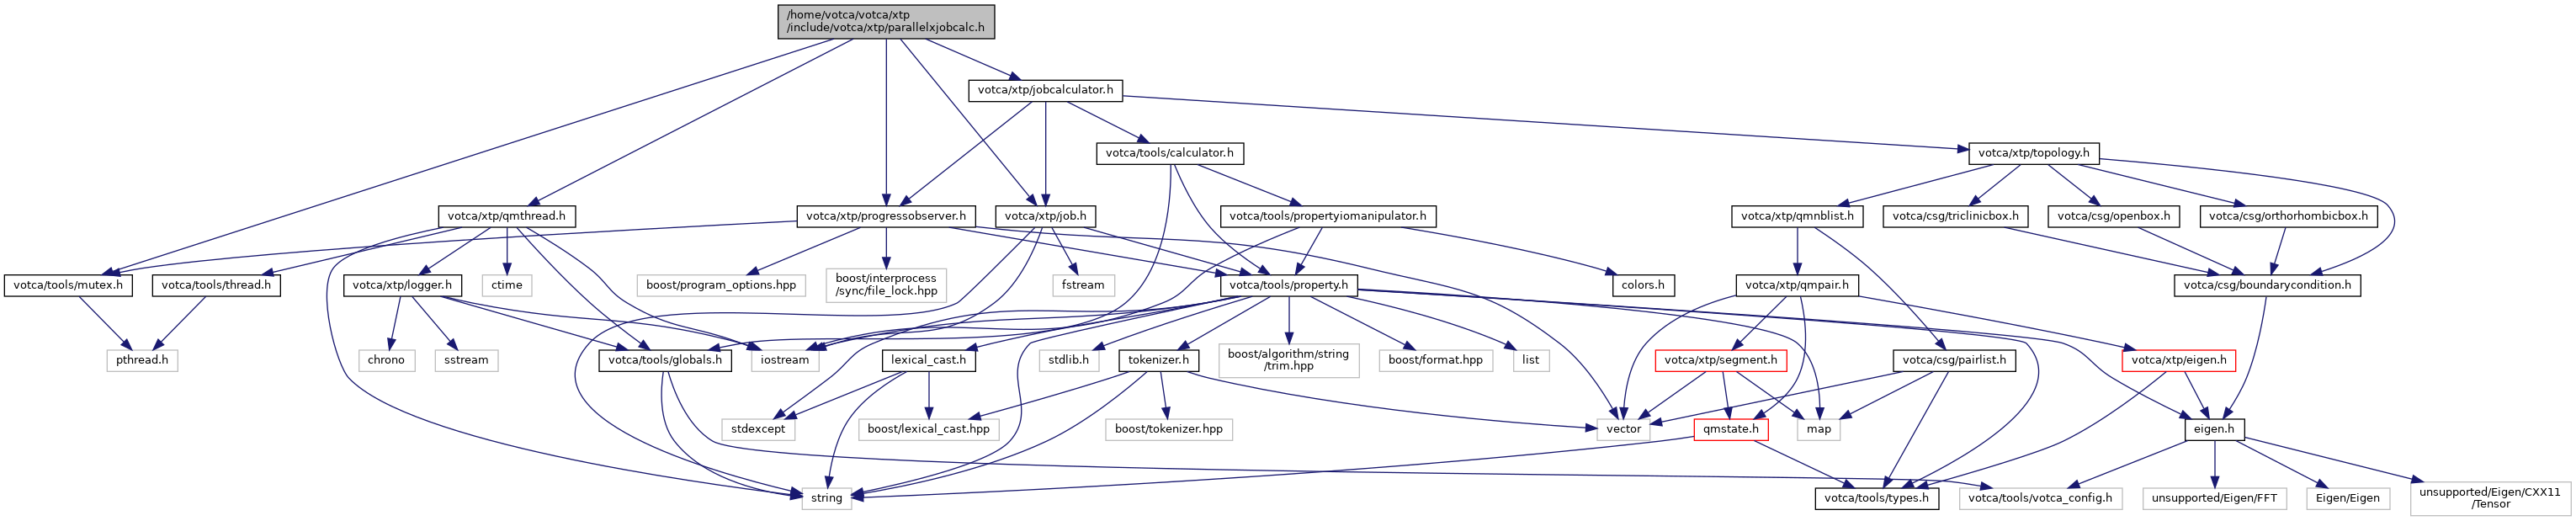 /home/votca/votca/xtp
/include/votca/xtp/parallelxjobcalc.h
votca/xtp/jobcalculator.h
votca/tools/calculator.h
votca/xtp/topology.h
votca/xtp/qmthread.h
votca/xtp/progressobserver.h
votca/xtp/job.h
votca/tools/propertyiomanipulator.h
votca/xtp/qmnblist.h
votca/csg/triclinicbox.h
votca/csg/openbox.h
votca/csg/orthorhombicbox.h
votca/tools/mutex.h
votca/tools/thread.h
votca/xtp/logger.h
ctime
boost/program_options.hpp
boost/interprocess
/sync/file_lock.hpp
fstream
votca/tools/property.h
colors.h
votca/xtp/qmpair.h
votca/csg/boundarycondition.h
pthread.h
chrono
sstream
votca/tools/globals.h
iostream
lexical_cast.h
stdlib.h
tokenizer.h
boost/algorithm/string
/trim.hpp
boost/format.hpp
list
votca/xtp/segment.h
votca/csg/pairlist.h
votca/xtp/eigen.h
stdexcept
boost/lexical_cast.hpp
boost/tokenizer.hpp
vector
qmstate.h
map
eigen.h
string
votca/tools/types.h
votca/tools/votca_config.h
unsupported/Eigen/FFT
Eigen/Eigen
unsupported/Eigen/CXX11
/Tensor